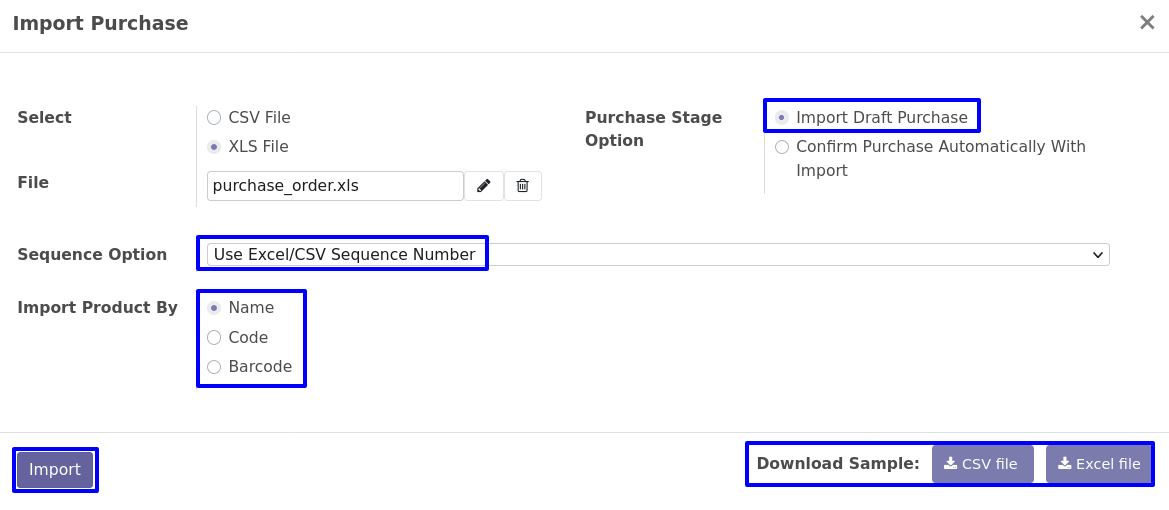 Import Purchase
Select
CSV File
XLS File
File
purchase_order.xls
Purchase Stage
Option
Import Draft Purchase
Confirm Purchase Automatically With
Import
Sequence Option
Use Excel/CSV Sequence Number
Import Product By
Name
Code
Barcode
Import
Download Sample:
CSV file
Excel file